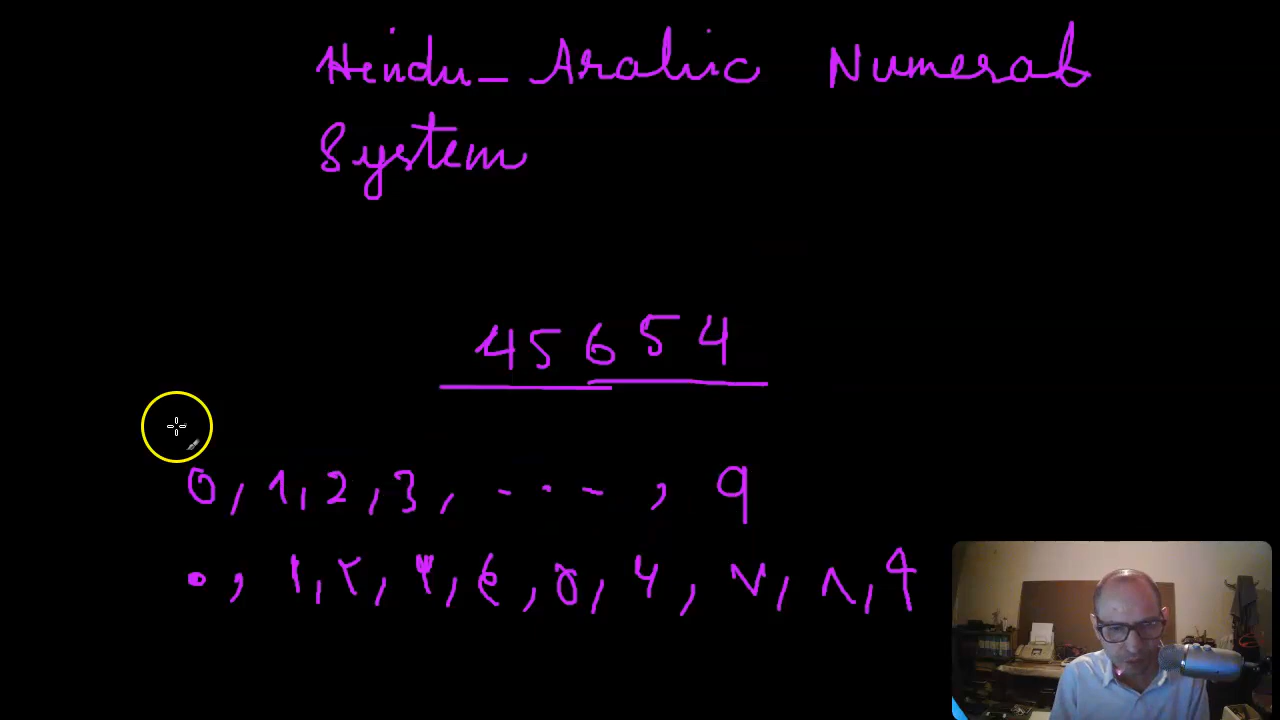 Hindu-Arabic Numeral
System
45654
0, 1, 2, 3, - - -, 9
٠, ١, ٢, ٣, ٤, ٥, ٦, ٧, ٨, ٩